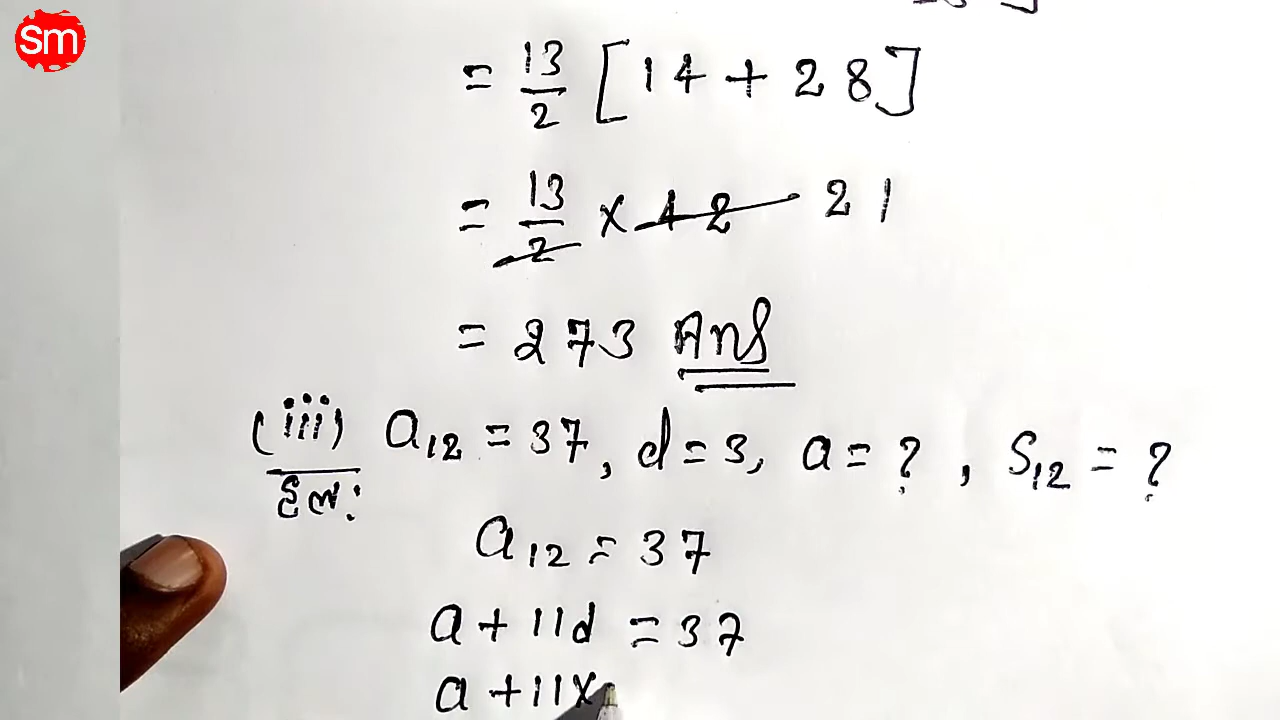 Sm
= 13/2 [14 + 28]
= 13/2 × 42 21
= 273 Ans
(iii) a₁₂ = 37, d = 3, a = ?, S₁₂ = ?
हल:
a₁₂ = 37
a + 11d = 37
a + 11×